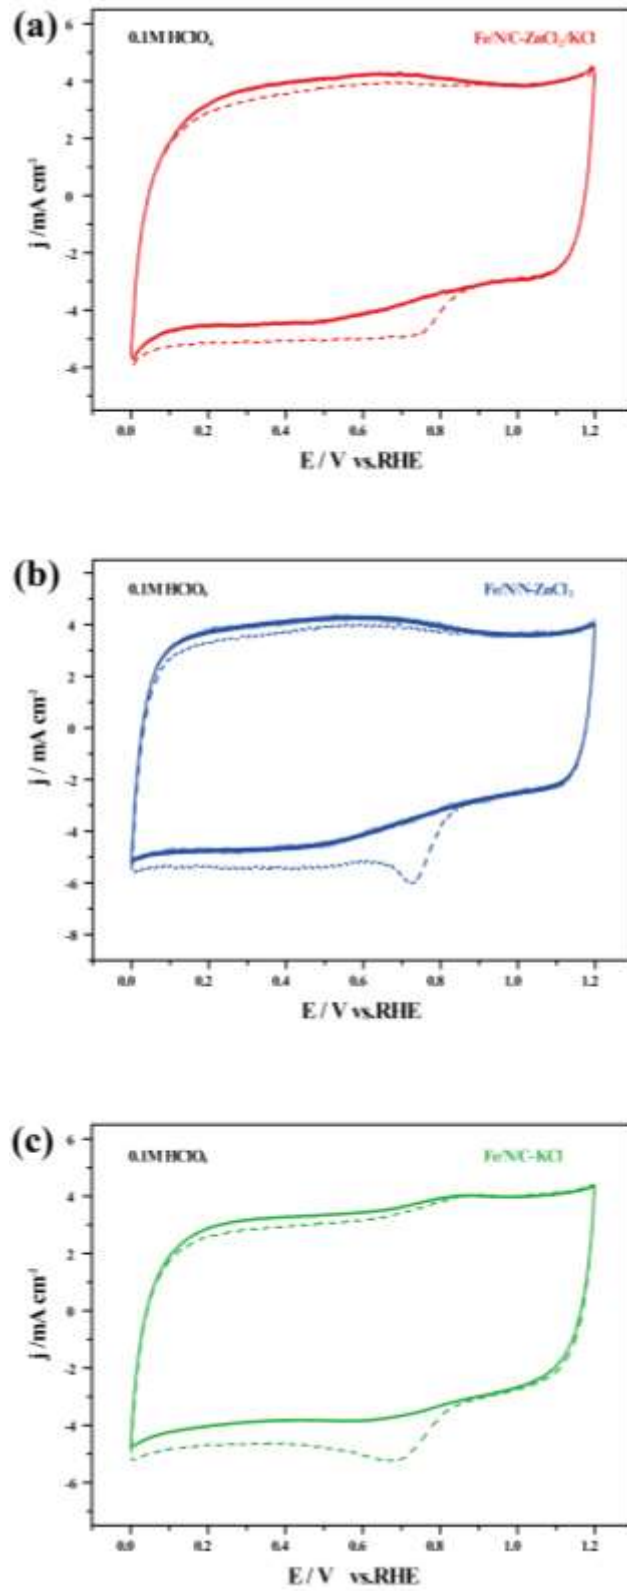 (a)
0.1M HClO₄
Fe/N/C-ZnCl₂/KCl
6
4
2
0
-2
-4
-6
j /mA cm⁻²
0.0 0.2 0.4 0.6 0.8 1.0 1.2
E / V vs.RHE
(b)
0.1M HClO₄
Fe/N/N-ZnCl₂
6
4
2
0
-2
-4
-6
-8
j / mA cm⁻²
0.0 0.2 0.4 0.6 0.8 1.0 1.2
E / V vs.RHE
(c)
0.1M HClO₄
Fe/N/C-KCl
6
4
2
0
-2
-4
-6
j /mA cm⁻²
0.0 0.2 0.4 0.6 0.8 1.0 1.2
E / V vs.RHE